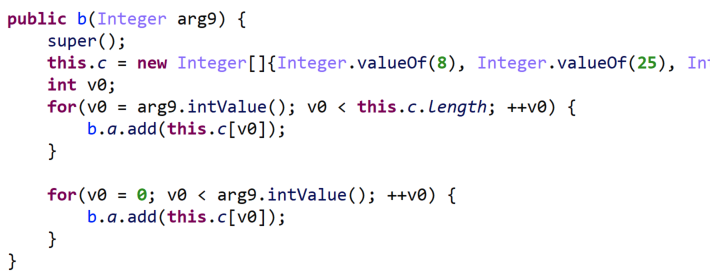 public b(Integer arg9) {
    super();
    this.c = new Integer[]{Integer.valueOf(8), Integer.valueOf(25),
    int v0;
    for(v0 = arg9.intValue(); v0 < this.c.length; ++v0) {
        b.a.add(this.c[v0]);
    }

    for(v0 = 0; v0 < arg9.intValue(); ++v0) {
        b.a.add(this.c[v0]);
    }
}